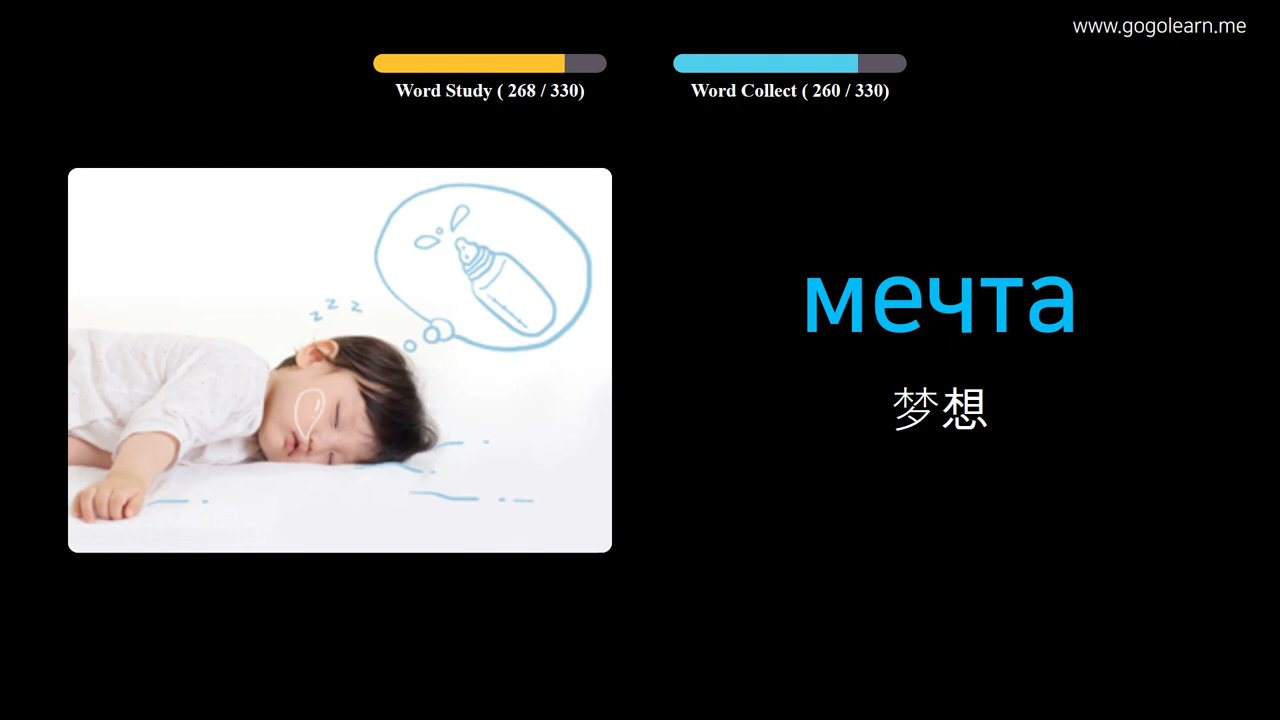 www.gogolearn.me
Word Study ( 268 / 330)
Word Collect ( 260 / 330)
z z z
мечта
梦想